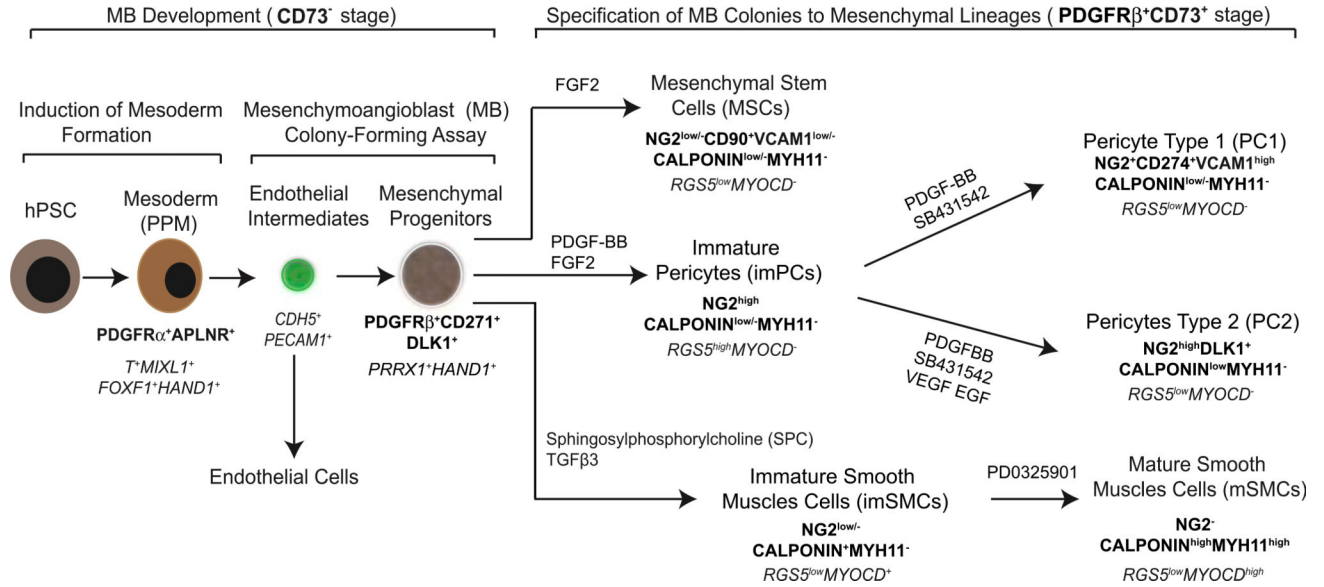 MB Development ( CD73⁻ stage)
Specification of MB Colonies to Mesenchymal Lineages ( PDGFRβ⁺CD73⁺ stage)
Induction of Mesoderm
Formation
Mesenchymoangioblast (MB)
Colony-Forming Assay
hPSC
Mesoderm
(PPM)
PDGFRα⁺APLNR⁺
T⁺MIXL1⁺
FOXF1⁺HAND1⁺
Endothelial
Intermediates
CDH5⁺
PECAM1⁺
Endothelial Cells
Mesenchymal
Progenitors
PDGFRβ⁺CD271⁺
DLK1⁺
PRRX1⁺HAND1⁺
FGF2
Mesenchymal Stem
Cells (MSCs)
NG2ˡᵒʷ/⁻CD90⁺VCAM1ˡᵒʷ/⁻
CALPONINˡᵒʷ/⁻MYH11⁻
RGS5ˡᵒʷMYOCD⁻
PDGF-BB
FGF2
Immature
Pericytes (imPCs)
NG2ʰⁱᵍʰ
CALPONINˡᵒʷ/⁻MYH11⁻
RGS5ʰⁱᵍʰMYOCD⁻
PDGF-BB
SB431542
Pericyte Type 1 (PC1)
NG2⁺CD274⁺VCAM1ʰⁱᵍʰ
CALPONINˡᵒʷ/⁻MYH11⁻
RGS5ˡᵒʷMYOCD⁻
PDGFBB
SB431542
VEGF EGF
Pericytes Type 2 (PC2)
NG2ʰⁱᵍʰDLK1⁺
CALPONINˡᵒʷMYH11⁻
RGS5ˡᵒʷMYOCD⁻
Sphingosylphosphorylcholine (SPC)
TGFβ3
Immature Smooth
Muscles Cells (imSMCs)
NG2ˡᵒʷ/⁻
CALPONIN⁺MYH11⁻
RGS5ˡᵒʷMYOCD⁺
PD0325901
Mature Smooth
Muscles Cells (mSMCs)
NG2⁻
CALPONINʰⁱᵍʰMYH11ʰⁱᵍʰ
RGS5ˡᵒʷMYOCDʰⁱᵍʰ